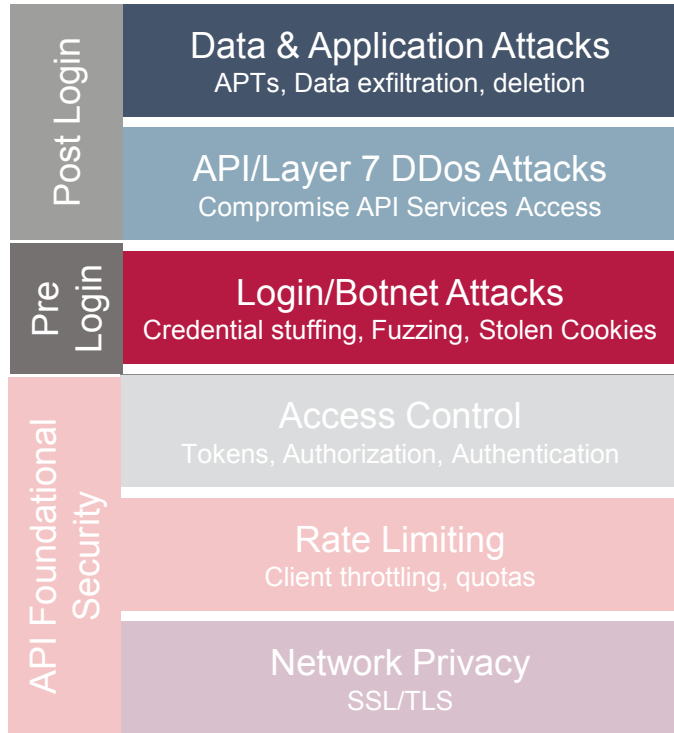 Post Login
Data & Application Attacks
APTs, Data exfiltration, deletion
API/Layer 7 DDos Attacks
Compromise API Services Access
Pre
Login
Login/Botnet Attacks
Credential stuffing, Fuzzing, Stolen Cookies
API Foundational
Security
Access Control
Tokens, Authorization, Authentication
Rate Limiting
Client throttling, quotas
Network Privacy
SSL/TLS